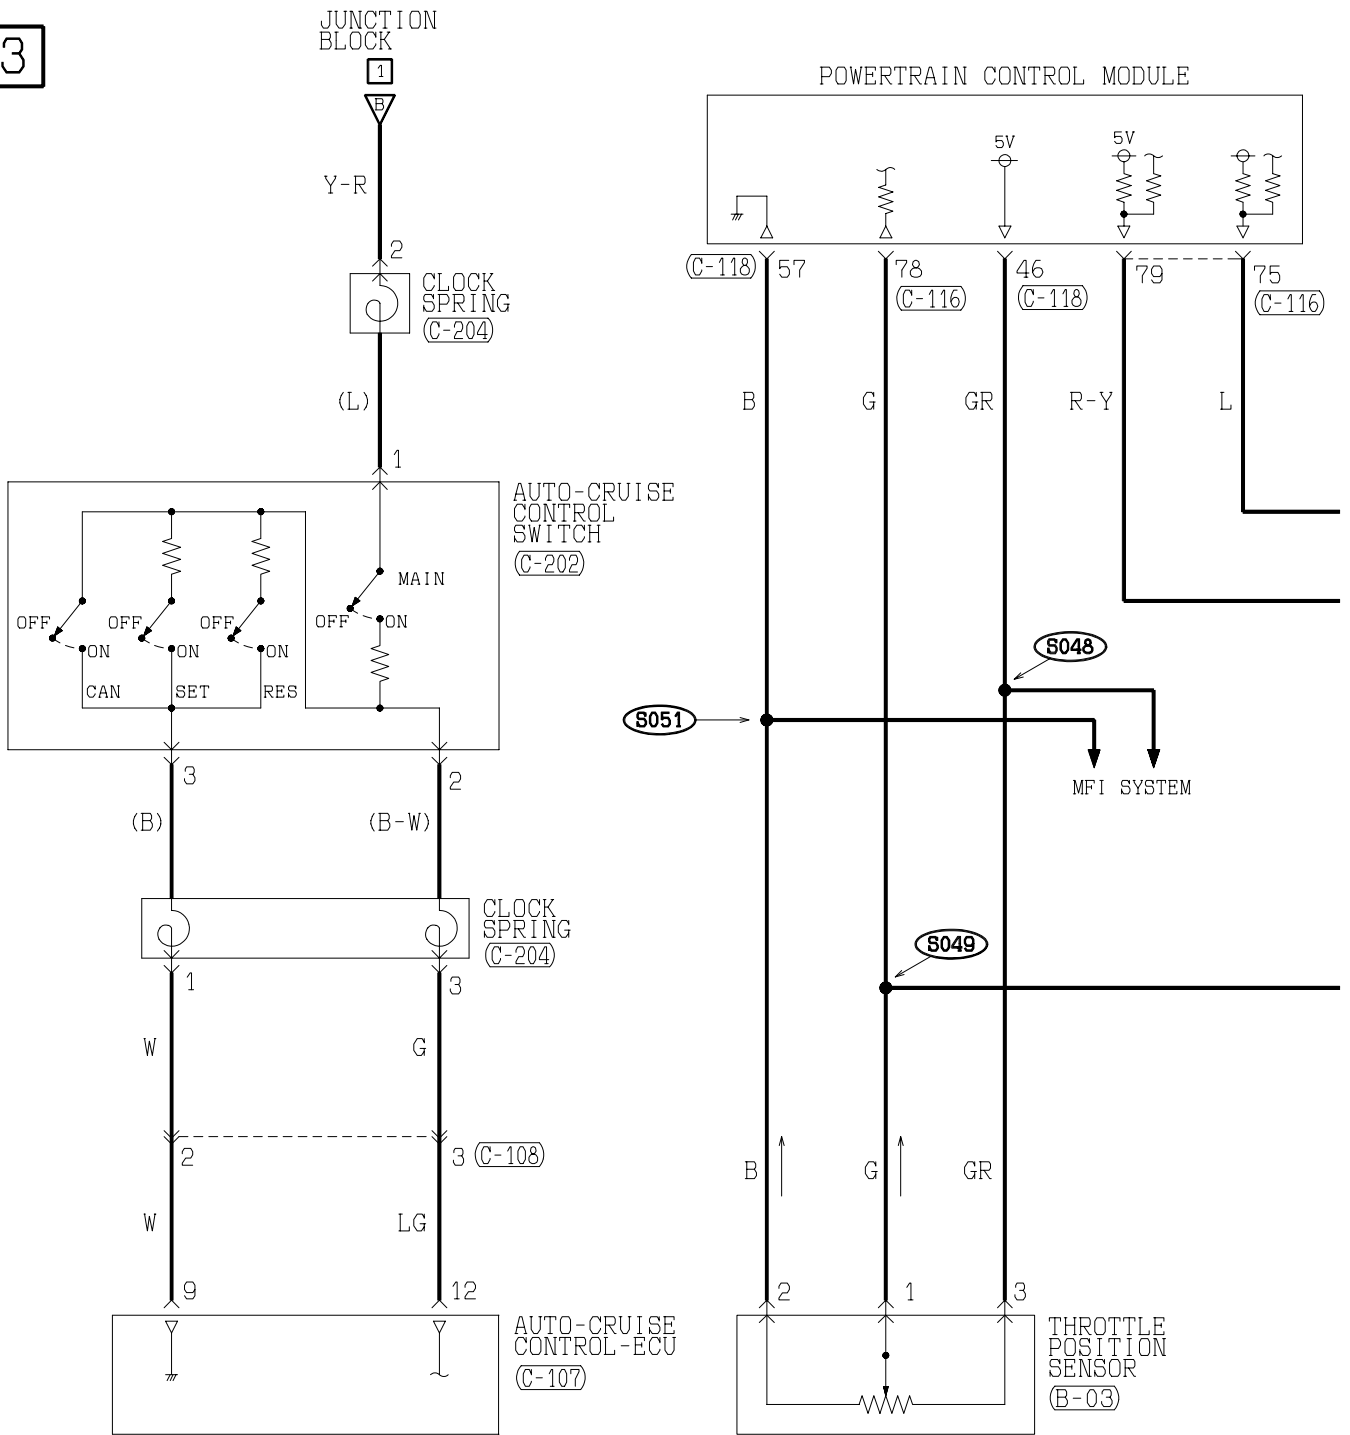 3
JUNCTION
BLOCK
1
B
Y-R
2
CLOCK
SPRING
(C-204)
(L)
1
AUTO-CRUISE
CONTROL
SWITCH
(C-202)
MAIN
OFF
ON
OFF
ON
CAN
OFF
ON
SET
OFF
ON
RES
3
2
(B)
(B-W)
CLOCK
SPRING
(C-204)
1
3
W
G
2
3
(C-108)
W
LG
9
12
AUTO-CRUISE
CONTROL-ECU
(C-107)
POWERTRAIN CONTROL MODULE
5V
5V
(C-118)
57
78
(C-116)
46
(C-118)
79
75
(C-116)
B
G
GR
R-Y
L
S048
S051
MFI SYSTEM
S049
B
G
GR
2
1
3
THROTTLE
POSITION
SENSOR
(B-03)